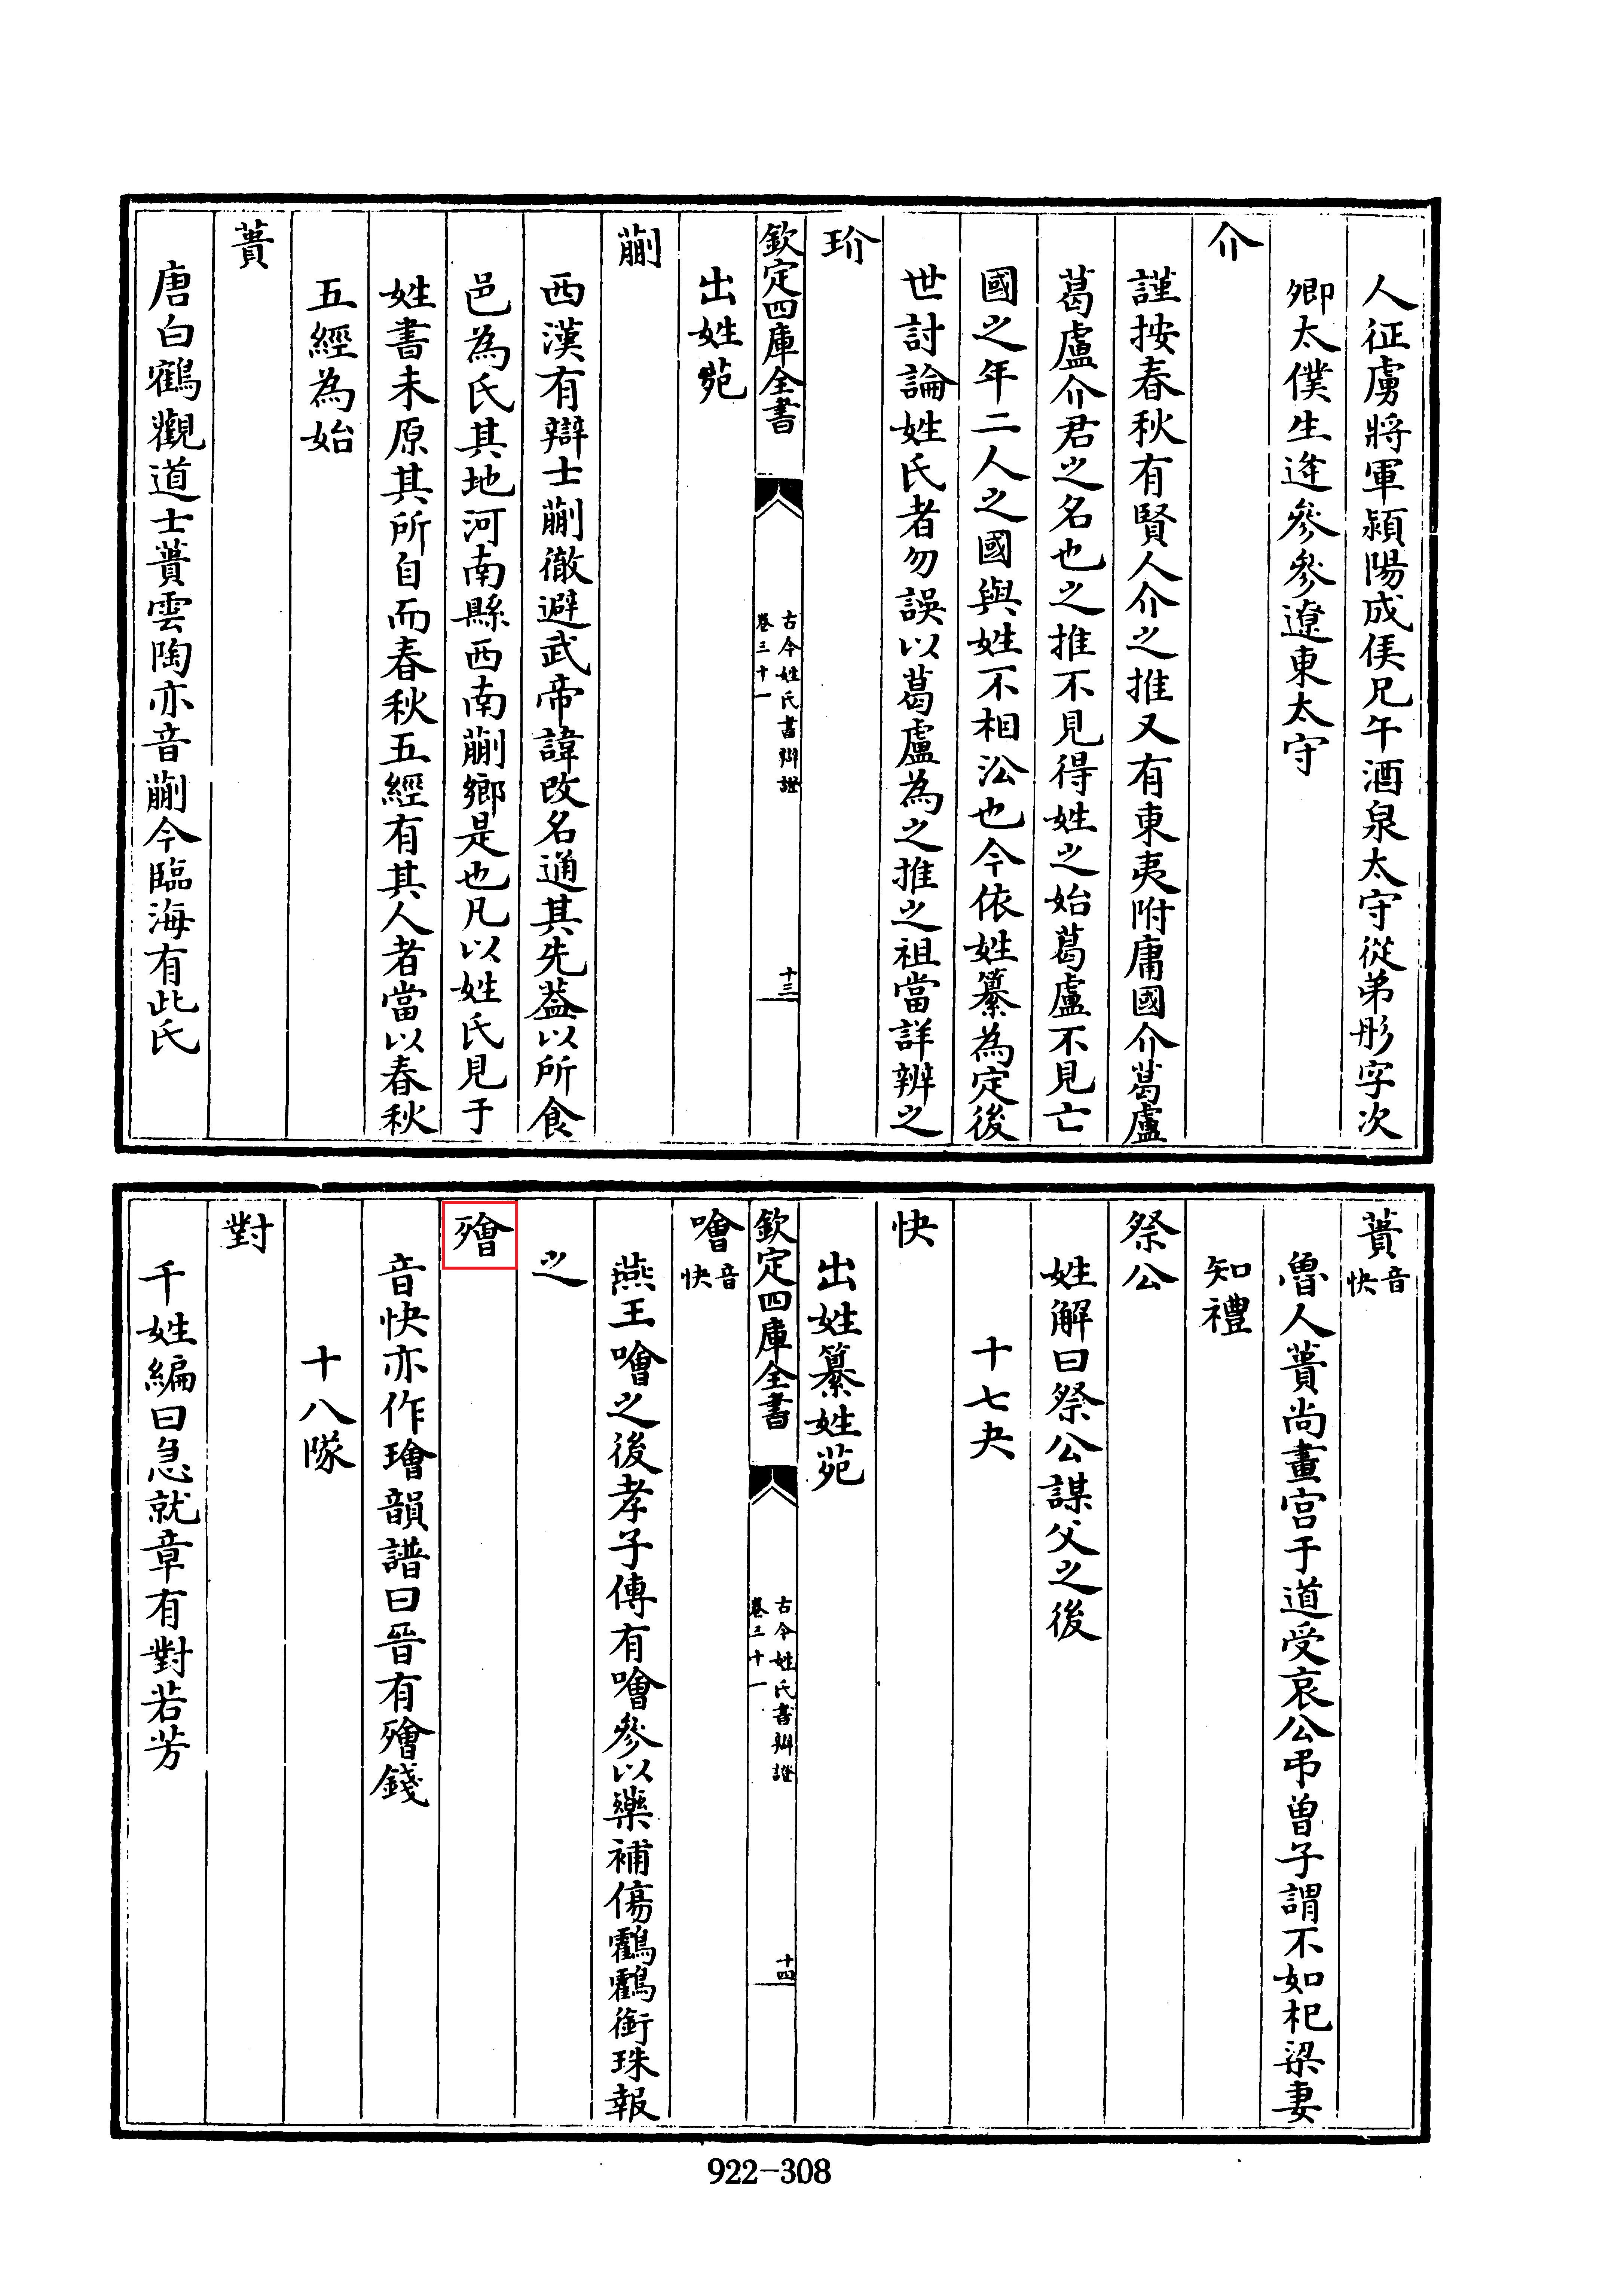 人征虜將軍潁陽成侯兄午酒泉太守從弟彤字次
卿太僕生逄參參遼東太守
介
謹按春秋有賢人介之推又有東夷附庸國介葛盧
葛盧介君之名也之推不見得姓之始葛盧不見亡
國之年二人之國與姓不相㳂也今依姓纂為定後
世討論姓氏者勿誤以葛盧為之推之祖當詳辨之
玠
欽定四庫全書
古今姓氏書辯證
卷三十一
十三
出姓苑
蒯
西漢有辯士蒯徹避武帝諱改名通其先葢以所食
邑為氏其地河南縣西南蒯鄉是也凡以姓氏見于
姓書未原其所自而春秋五經有其人者當以春秋
五經為始
蕢
唐白鶴觀道士蕢雲陶亦音蒯今臨海有此氏
蕢音快
魯人蕢尚畫宫于道受哀公弔曾子謂不如杞梁妻
知禮
祭公
姓解曰祭公謀父之後
十七夬
快
出姓纂姓苑
欽定四庫全書
古今姓氏書辯證
卷三十一
十四
噲音快
燕王噲之後孝子傳有噲參以藥補傷鸖鸖銜珠報
之
㱮
音快亦作璯韻譜曰晉有㱮錢
十八隊
對
千姓編曰急就章有對若芳
922-308